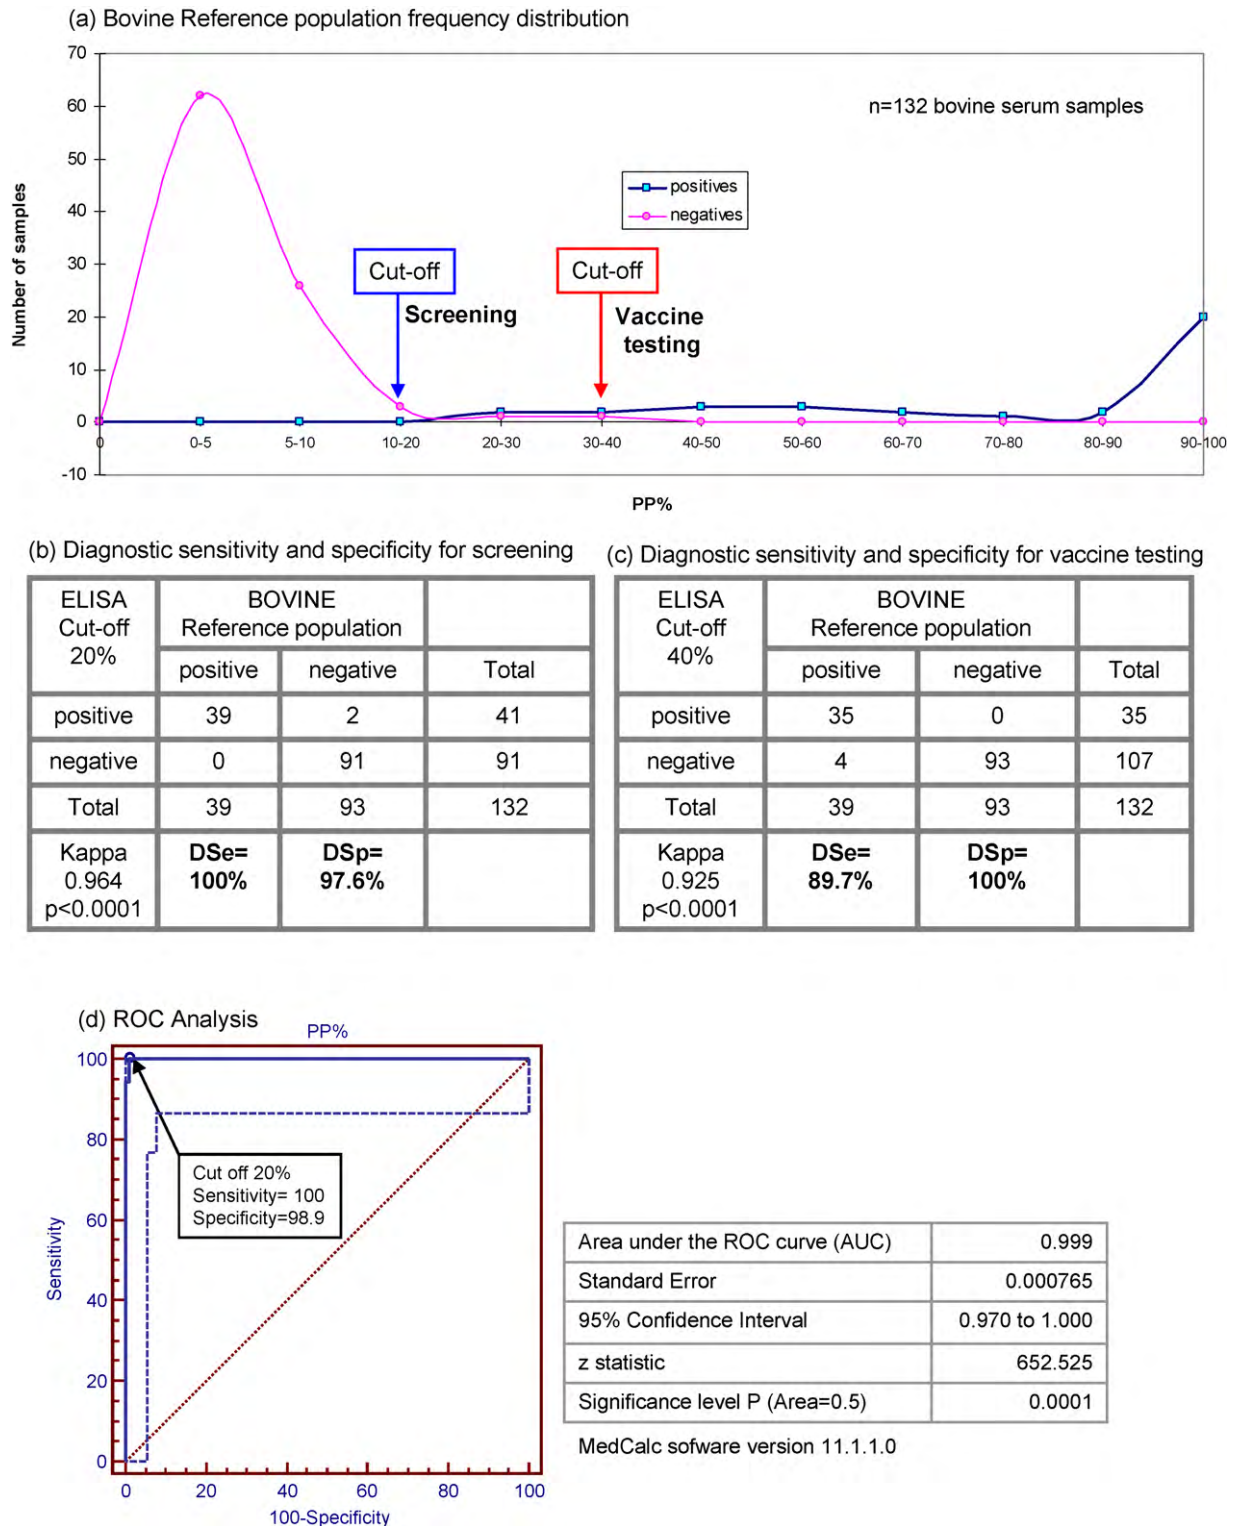 (a) Bovine Reference population frequency distribution
70
60
50
40
30
20
10
0
-10
Number of samples
n=132 bovine serum samples
positives
negatives
Cut-off
Screening
Cut-off
Vaccine
testing
0
0-5
5-10
10-20
20-30
30-40
40-50
50-60
60-70
70-80
80-90
90-100
PP%
(b) Diagnostic sensitivity and specificity for screening
ELISA
Cut-off
20%
BOVINE
Reference population
positive negative Total
positive 39 2 41
negative 0 91 91
Total 39 93 132
Kappa
0.964
p<0.0001
DSe=
100%
DSp=
97.6%
(c) Diagnostic sensitivity and specificity for vaccine testing
ELISA
Cut-off
40%
BOVINE
Reference population
positive negative Total
positive 35 0 35
negative 4 93 107
Total 39 93 132
Kappa
0.925
p<0.0001
DSe=
89.7%
DSp=
100%
(d) ROC Analysis
PP%
100
80
60
40
20
0
Sensitivity
Cut off 20%
Sensitivity= 100
Specificity=98.9
0 20 40 60 80 100
100-Specificity
Area under the ROC curve (AUC) 0.999
Standard Error 0.000765
95% Confidence Interval 0.970 to 1.000
z statistic 652.525
Significance level P (Area=0.5) 0.0001
MedCalc sofware version 11.1.1.0